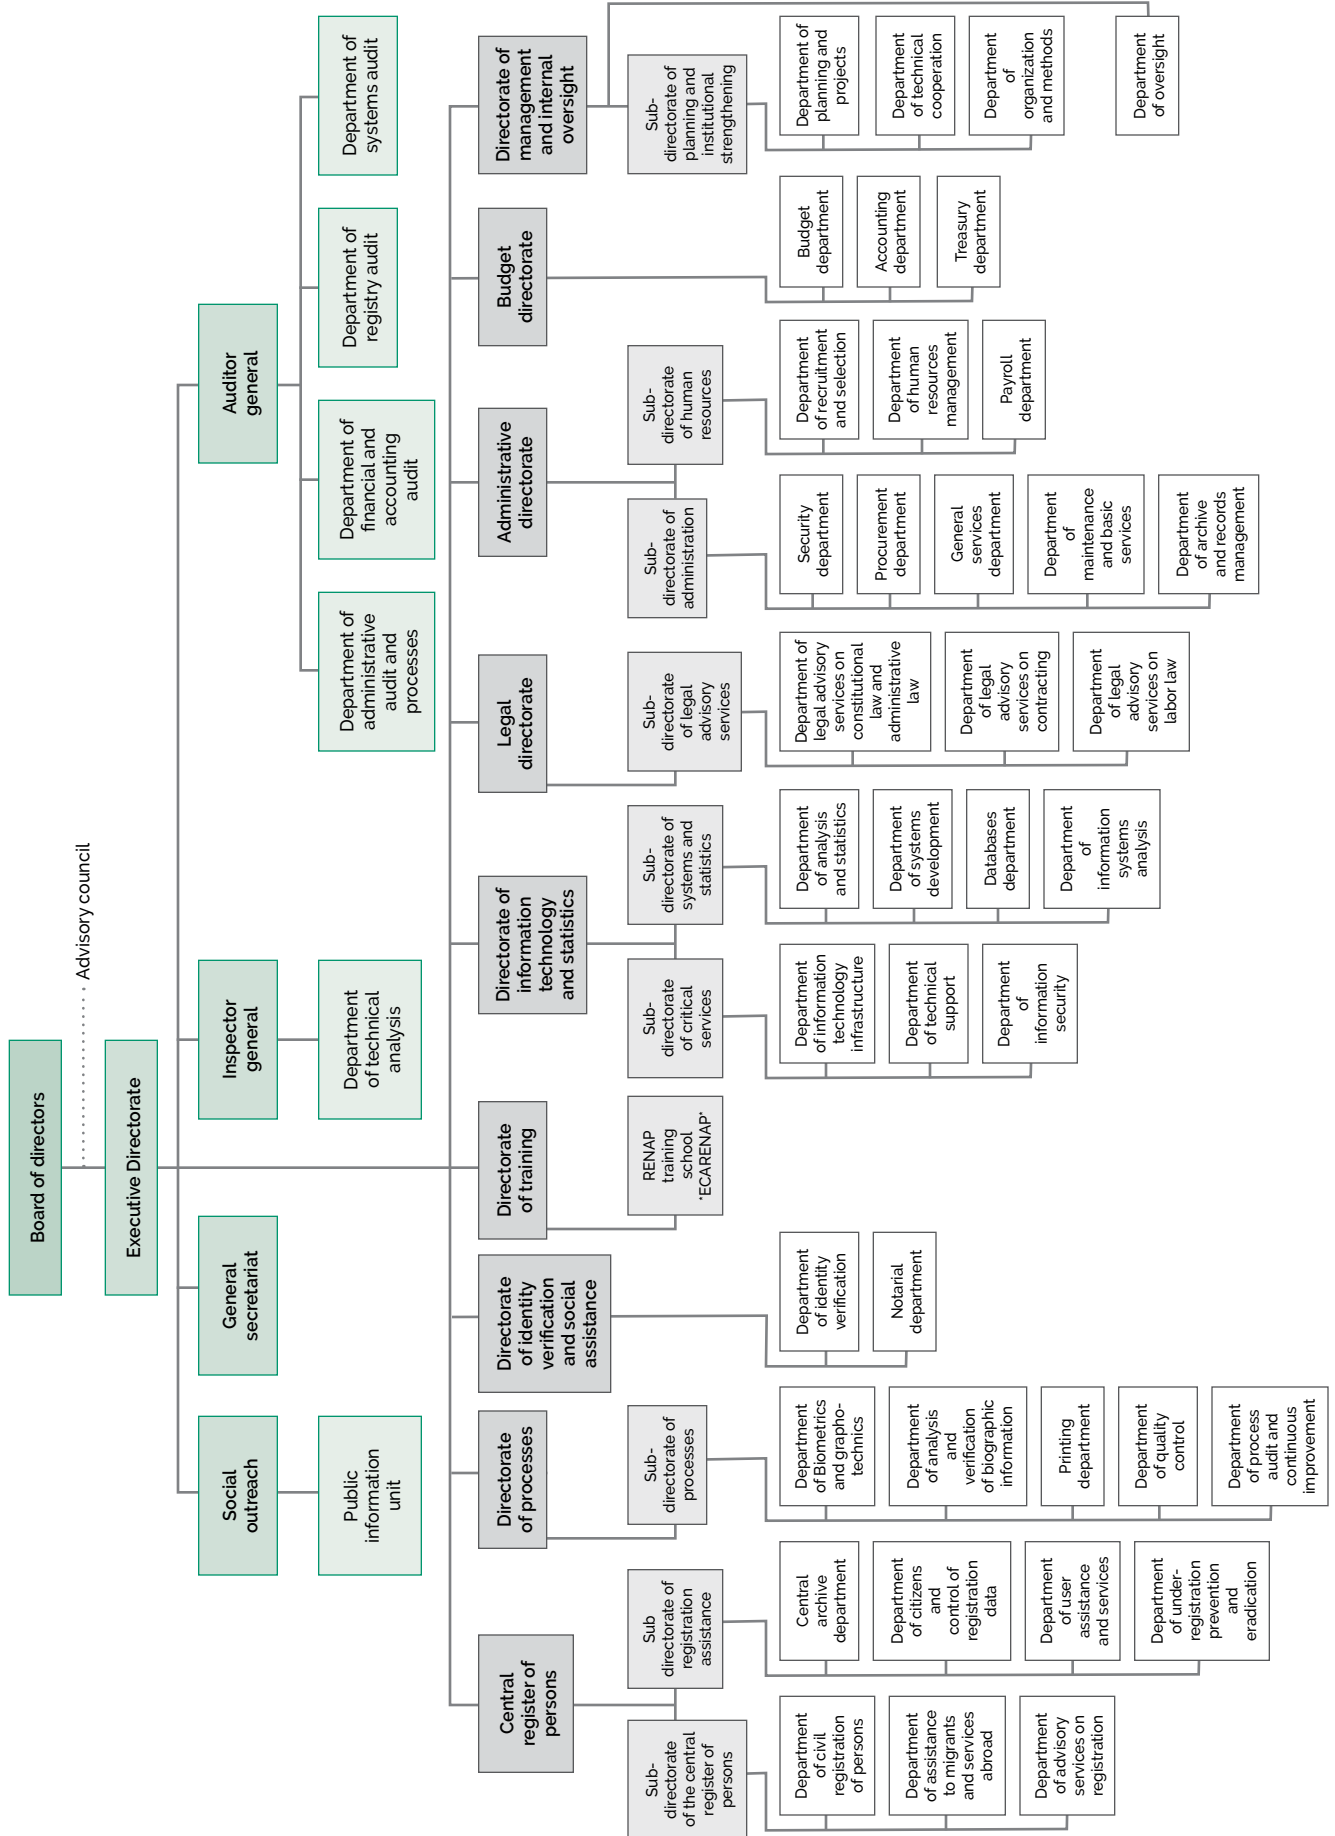 Board of directors
Advisory council
Executive Directorate
Social
outreach
General
secretariat
Inspector
general
Auditor
general
Public
information
unit
Department
of technical
analysis
Department of
administrative
audit and
processes
Department of
financial and
accounting
audit
Department of
registry audit
Department of
systems audit
Central
register of
persons
Directorate
of processes
Directorate
of identity
verification
and social
assistance
Directorate
of training
Directorate of
information
technology
and statistics
Legal
directorate
Administrative
directorate
Budget
directorate
Directorate of
management
and internal
oversight
Sub-
directorate
of the central
register of
persons
Sub
directorate of
registration
assistance
Sub-
directorate of
processes
RENAP
training
school
"ECARENAP"
Sub-
directorate
of critical
services
Sub-
directorate of
systems and
statistics
Sub-
directorate
of legal
advisory
services
Sub-
directorate of
administration
Sub-
directorate
of human
resources
Sub-
directorate of
planning and
institutional
strengthening
Department
of civil
registration
of persons
Department
of assistance
to migrants
and services
abroad
Department
of advisory
services on
registration
Central
archive
department
Department
of citizens
and
control of
registration
data
Department
of user
assistance
and services
Department
of under-
registration
prevention
and
eradication
Department
of Biometrics
and grapho-
technics
Department
of analysis
and
verification
of biographic
information
Printing
department
Department
of quality
control
Department
of process
audit and
continuous
improvement
Department
of identity
verification
Notarial
department
Department
of information
technology
infrastructure
Department
of technical
support
Department
of
information
security
Department
of analysis
and statistics
Department
of systems
development
Databases
department
Department
of
information
systems
analysis
Department of
legal advisory
services on
constitutional
law and
administrative
law
Department
of legal
advisory
services on
contracting
Department
of legal
advisory
services on
labor law
Security
department
Procurement
department
General
services
department
Department
of
maintenance
and basic
services
Department
of archive
and records
management
Department
of recruitment
and selection
Department
of human
resources
management
Payroll
department
Budget
department
Accounting
department
Treasury
department
Department of
planning and
projects
Department
of technical
cooperation
Department
of
organization
and methods
Department
of oversight